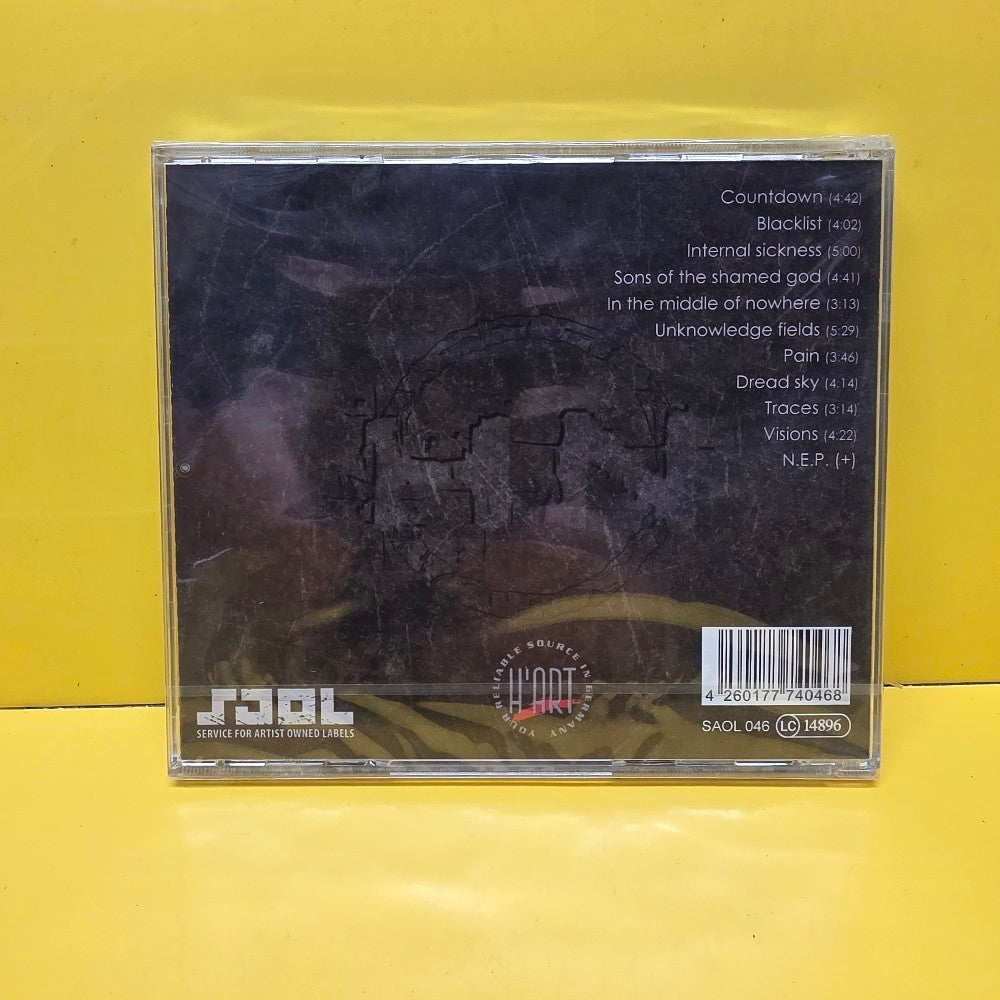 Countdown (4:42)
Blacklist (4:02)
Internal sickness (5:00)
Sons of the shamed god (4:41)
In the middle of nowhere (3:13)
Unknowledge fields (5:29)
Pain (3:46)
Dread sky (4:14)
Traces (3:14)
Visions (4:22)
N.E.P. (+)
SAOL
SERVICE FOR ARTIST OWNED LABELS
YOUR RELIABLE SOURCE IN GERMANY
H'ART
4 260177 740468
SAOL 046 LC 14896